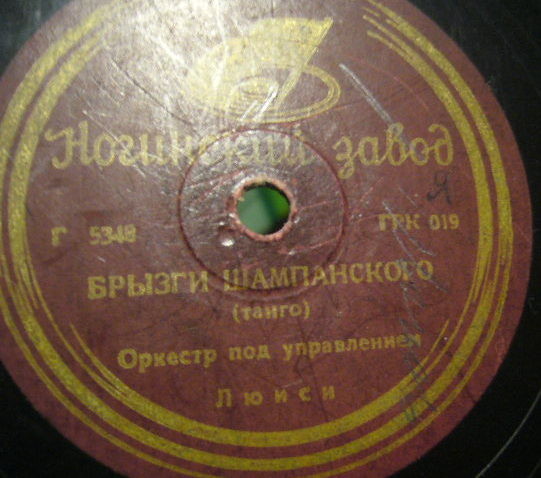 Ногинский завод
Г 5348 ГРК 019
БРЫЗГИ ШАМПАНСКОГО
(танго)
Оркестр под управлением
Люиси